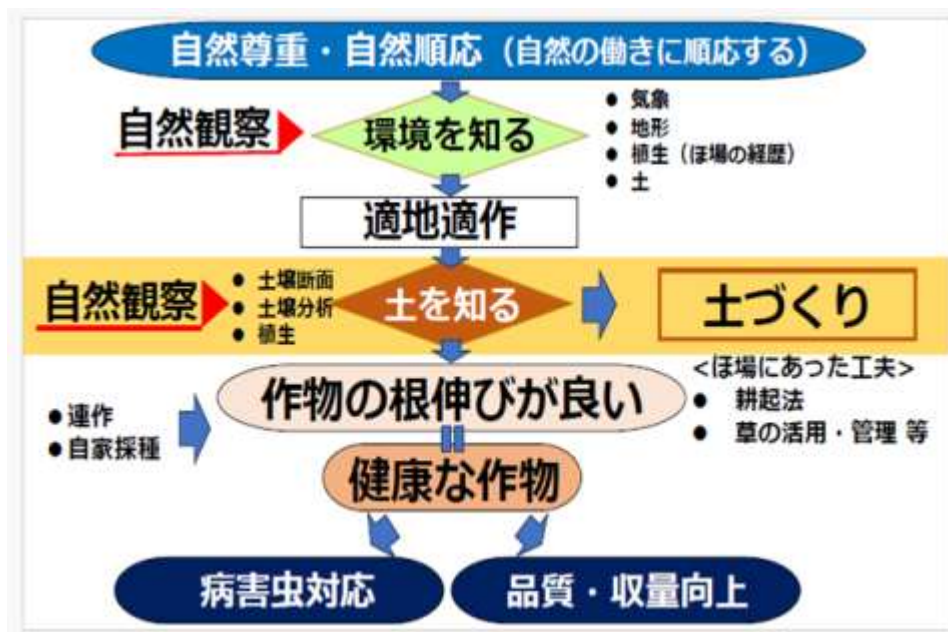 自然尊重・自然順応（自然の働きに順応する）
自然観察
環境を知る
● 気象
● 地形
● 植生（ほ場の経歴）
● 土
適地適作
自然観察
● 土壌断面
● 土壌分析
● 植生
土を知る
土づくり
作物の根伸びが良い
<ほ場にあった工夫>
● 耕起法
● 草の活用・管理 等
●連作
●自家採種
健康な作物
病害虫対応
品質・収量向上